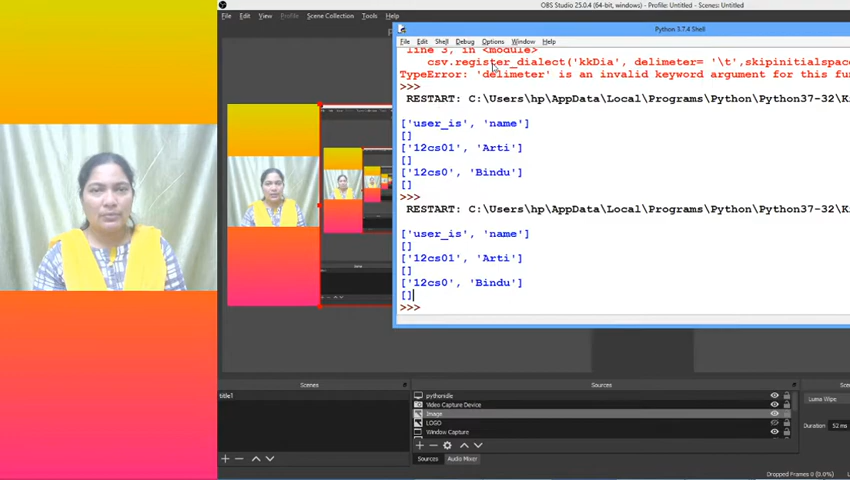 OBS Studio 25.0.4 (64-bit, windows) - Profile: Untitled - Scenes: Untitled
File Edit View Profile Scene Collection Tools Help
Python 3.7.4 Shell
File Edit Shell Debug Options Window Help
line 3, in <module>
csv.register_dialect('kkDia', delimeter= '\t',skipinitialspac
TypeError: 'delimeter' is an invalid keyword argument for this fu
>>>
RESTART: C:\Users\hp\AppData\Local\Programs\Python\Python37-32\K
['user_is', 'name']
[]
['12cs01', 'Arti']
[]
['12cs0', 'Bindu']
[]
>>>
RESTART: C:\Users\hp\AppData\Local\Programs\Python\Python37-32\K
['user_is', 'name']
[]
['12cs01', 'Arti']
[]
['12cs0', 'Bindu']
[]
>>>
Scenes
Sources
title1
pythonidle
Video Capture Device
Image
LOGO
Window Capture
Sources Audio Mixer
Luma Wipe
Duration 52 ms
Dropped Frames 0 (0.0%)